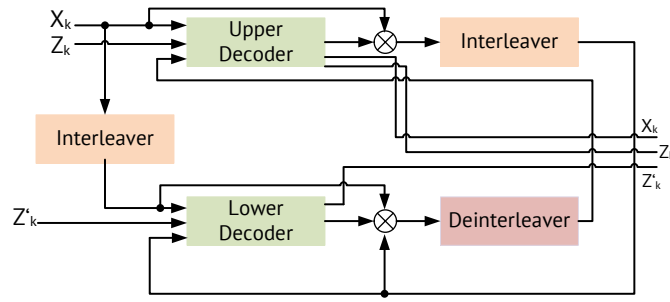 Xk
Zk
Upper
Decoder
Interleaver
Interleaver
Xk
Z
Z‘k
Z‘k
Lower
Decoder
Deinterleaver